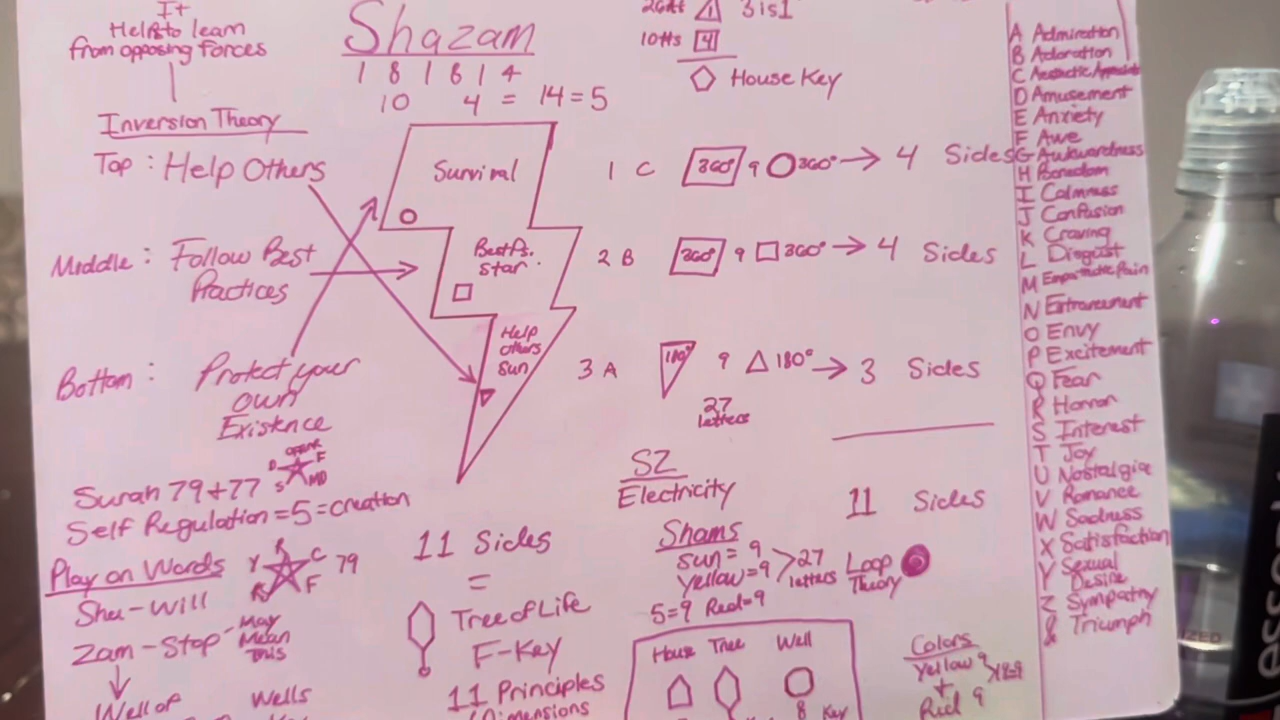 It
Helps to learn
from opposing forces
Inversion Theory
Top : Help Others
Middle : Follow Best
Practices
Bottom : Protect your
own
Existence
Surah 79+77
Self Regulation = 5 = creation
Play on Words
79
Zam - Stop - May
Mean
This
Well of
Wells
Shazam
1 8 1 8 1 4
10 4 = 14 = 5
Survival
star
Help
others
Sun
11 Sides
=
Tree of Life
F-Key
11 Principles
3 is 1
10ths 4
House Key
1 C 360° 9 360° → 4 Sides
2 B 360° 9 360° → 4 Sides
3 A 180° 9 180° → 3 Sides
27
letters
SZ
Electricity
11 Sides
Shams
sun = 9
yellow = 9 > 27
letters
Loop
Theory
5=9 Red=9
House Tree Well
8 Key
Colors
Yellow 9
+
Red 9
A Admiration
B Adoration
C Aesthetic
D Amusement
E Anxiety
F Awe
G Awkwardness
H Boredom
I Calmness
J Confusion
K Craving
L Disgust
M Empathetic Pain
N Entrancement
O Envy
P Excitement
Q Fear
R Horror
S Interest
T Joy
U Nostalgia
V Romance
W Sadness
X Satisfaction
Y Sexual
Desire
Z Sympathy
& Triumph